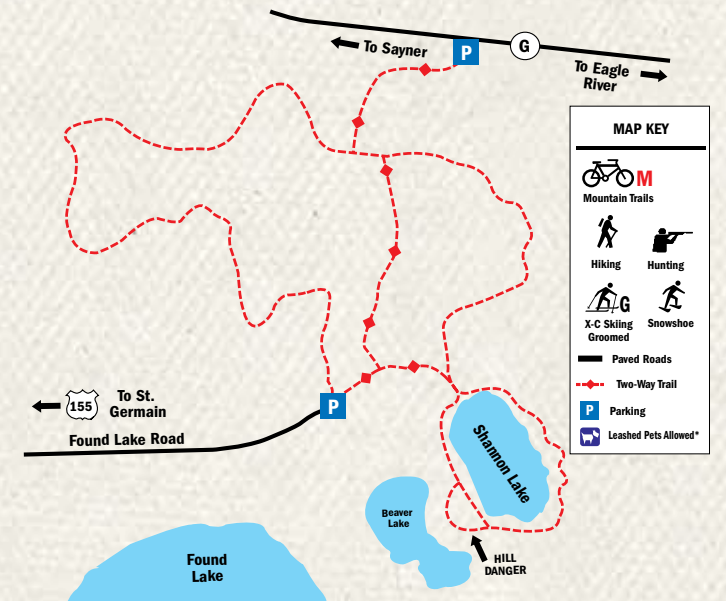 To Sayner
P
G
To Eagle
River
MAP KEY
M
Mountain Trails
Hiking
Hunting
G
X-C Skiing
Groomed
Snowshoe
Paved Roads
Two-Way Trail
P
Parking
Leashed Pets Allowed*
155
To St.
Germain
P
Found Lake Road
Shannon Lake
Beaver
Lake
HILL
DANGER
Found
Lake